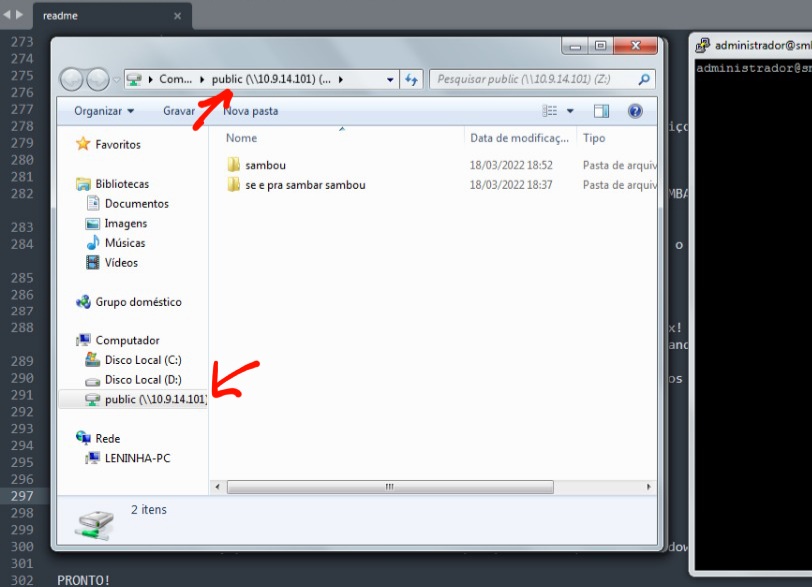 readme
273
274
275
276
277
278
279
280
281
282
283
284
285
286
287
288
289
290
291
292
293
294
295
296
297
298
299
300
301
302
PRONTO!
Com... public (\\10.9.14.101) (...
Pesquisar public (\\10.9.14.101) (Z:)
Organizar Gravar Nova pasta
Favoritos
Bibliotecas
Documentos
Imagens
Músicas
Vídeos
Grupo doméstico
Computador
Disco Local (C:)
Disco Local (D:)
public (\\10.9.14.101)
Rede
LENINHA-PC
Nome Data de modificaç... Tipo
sambou 18/03/2022 18:52 Pasta de arquiv
se e pra sambar sambou 18/03/2022 18:37 Pasta de arquiv
2 itens
iço
MBA
o
x!
and
os
dow
administrador@smb
administrador@sm